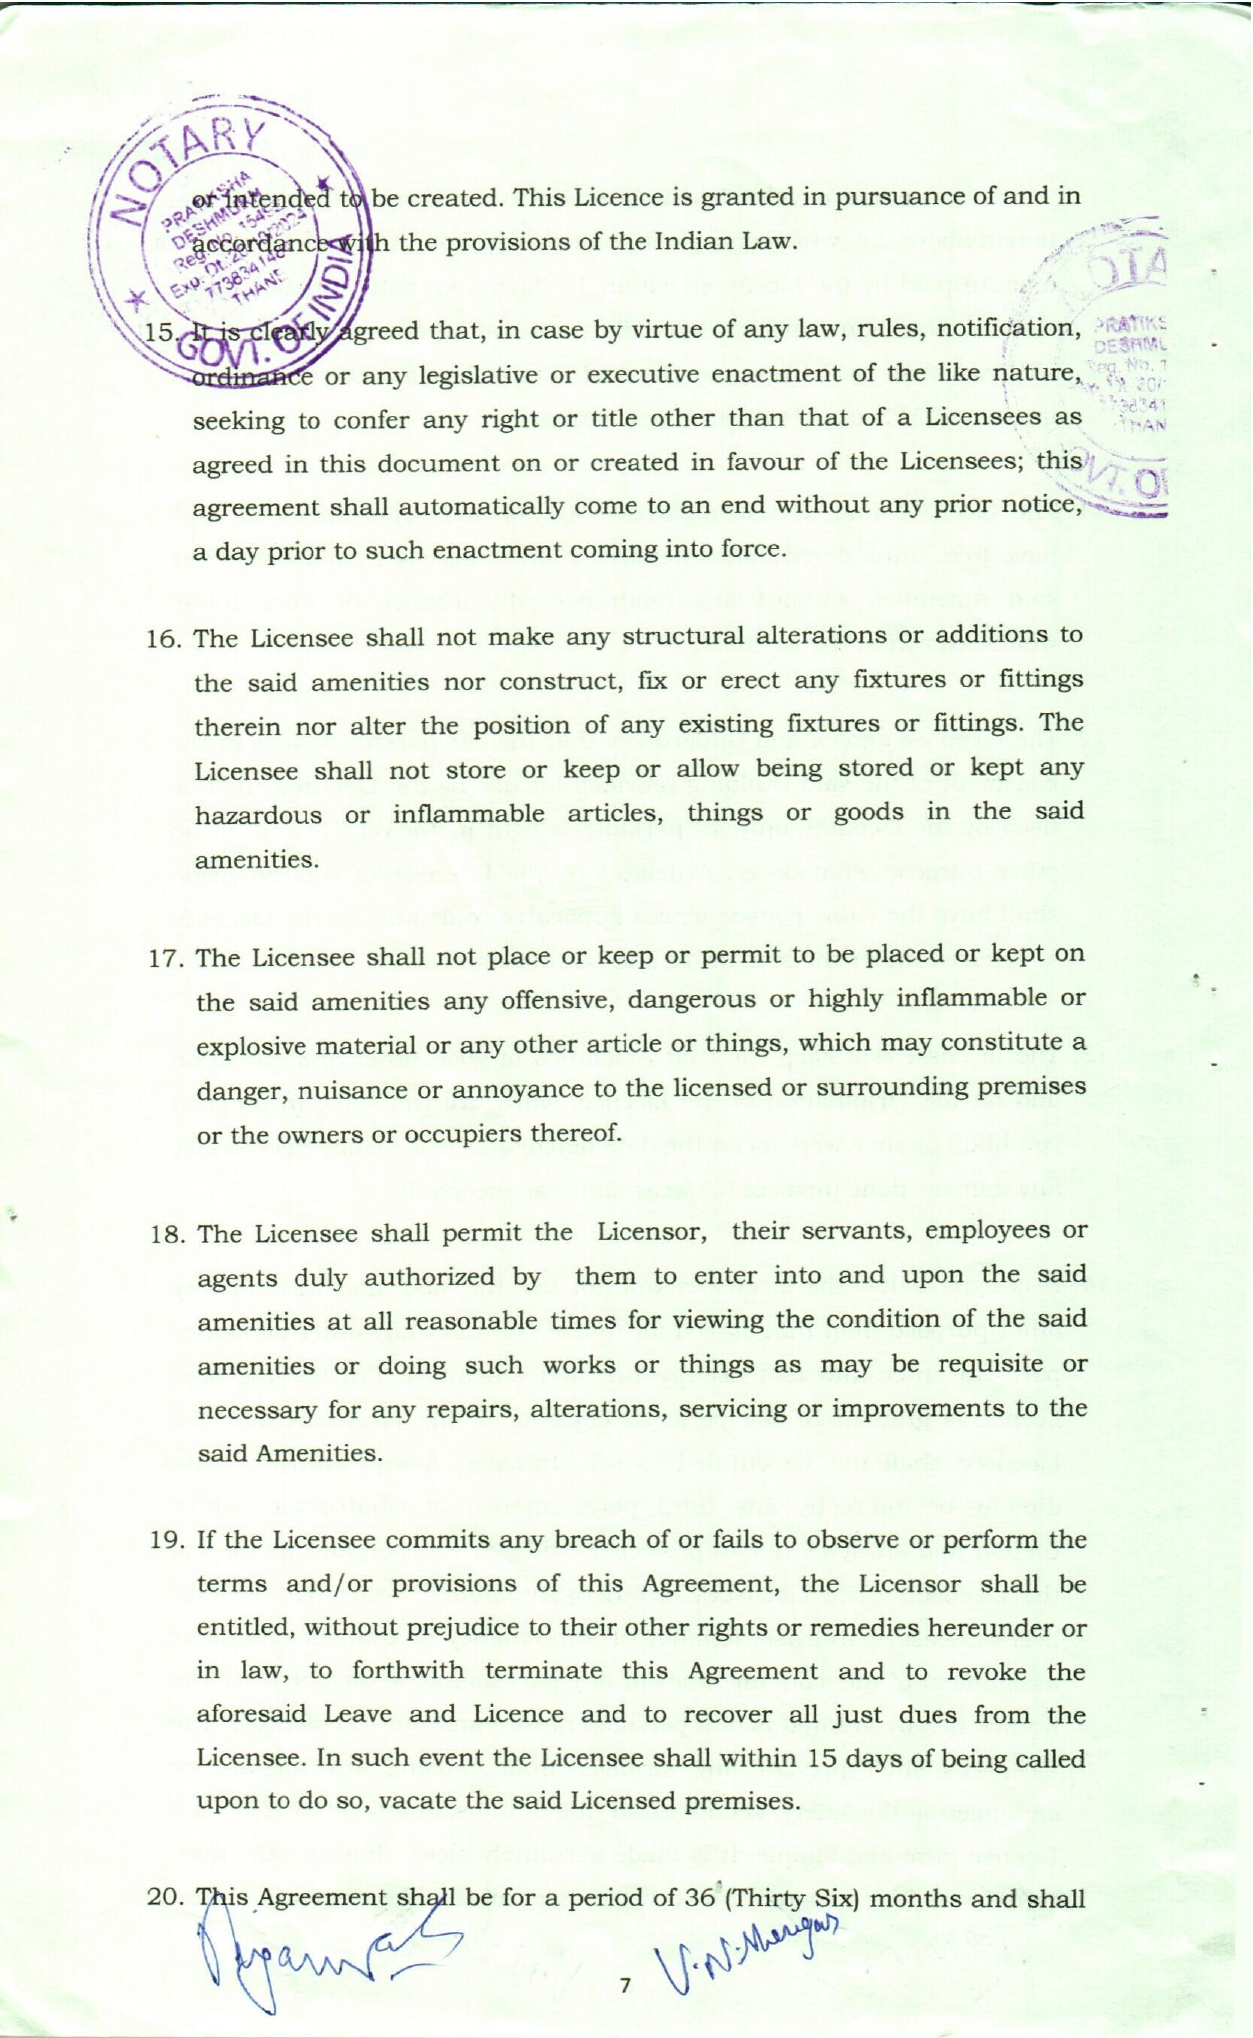 NOTARY
PRATIKSHA
DESHMUKH
THANE
GOVT. OF INDIA
or intended to be created. This Licence is granted in pursuance of and in
accordance with the provisions of the Indian Law.
15. It is clearly agreed that, in case by virtue of any law, rules, notification,
ordinance or any legislative or executive enactment of the like nature,
seeking to confer any right or title other than that of a Licensees as
agreed in this document on or created in favour of the Licensees; this
agreement shall automatically come to an end without any prior notice,
a day prior to such enactment coming into force.
16. The Licensee shall not make any structural alterations or additions to
the said amenities nor construct, fix or erect any fixtures or fittings
therein nor alter the position of any existing fixtures or fittings. The
Licensee shall not store or keep or allow being stored or kept any
hazardous or inflammable articles, things or goods in the said
amenities.
17. The Licensee shall not place or keep or permit to be placed or kept on
the said amenities any offensive, dangerous or highly inflammable or
explosive material or any other article or things, which may constitute a
danger, nuisance or annoyance to the licensed or surrounding premises
or the owners or occupiers thereof.
18. The Licensee shall permit the Licensor, their servants, employees or
agents duly authorized by them to enter into and upon the said
amenities at all reasonable times for viewing the condition of the said
amenities or doing such works or things as may be requisite or
necessary for any repairs, alterations, servicing or improvements to the
said Amenities.
19. If the Licensee commits any breach of or fails to observe or perform the
terms and/or provisions of this Agreement, the Licensor shall be
entitled, without prejudice to their other rights or remedies hereunder or
in law, to forthwith terminate this Agreement and to revoke the
aforesaid Leave and Licence and to recover all just dues from the
Licensee. In such event the Licensee shall within 15 days of being called
upon to do so, vacate the said Licensed premises.
20. This Agreement shall be for a period of 36 (Thirty Six) months and shall
7